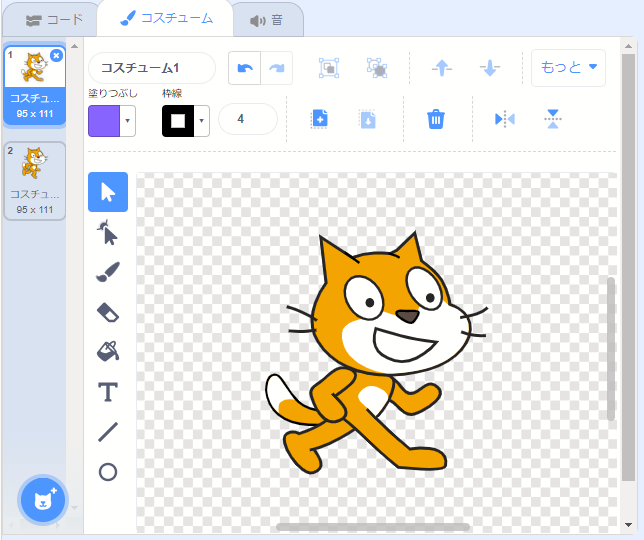 コード
コスチューム
音
1
コスチュ...
95 x 111
2
コスチュ...
95 x 111
コスチューム1
もっと
塗りつぶし
枠線
4
T